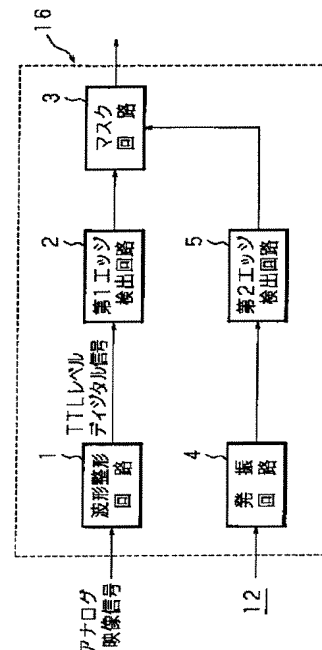 16
アナログ
映像信号
1
波形整形
回路
TTLレベル
ディジタル信号
2
第1エッジ
検出回路
3
マスク
回路
12
4
発振
回路
5
第2エッジ
検出回路